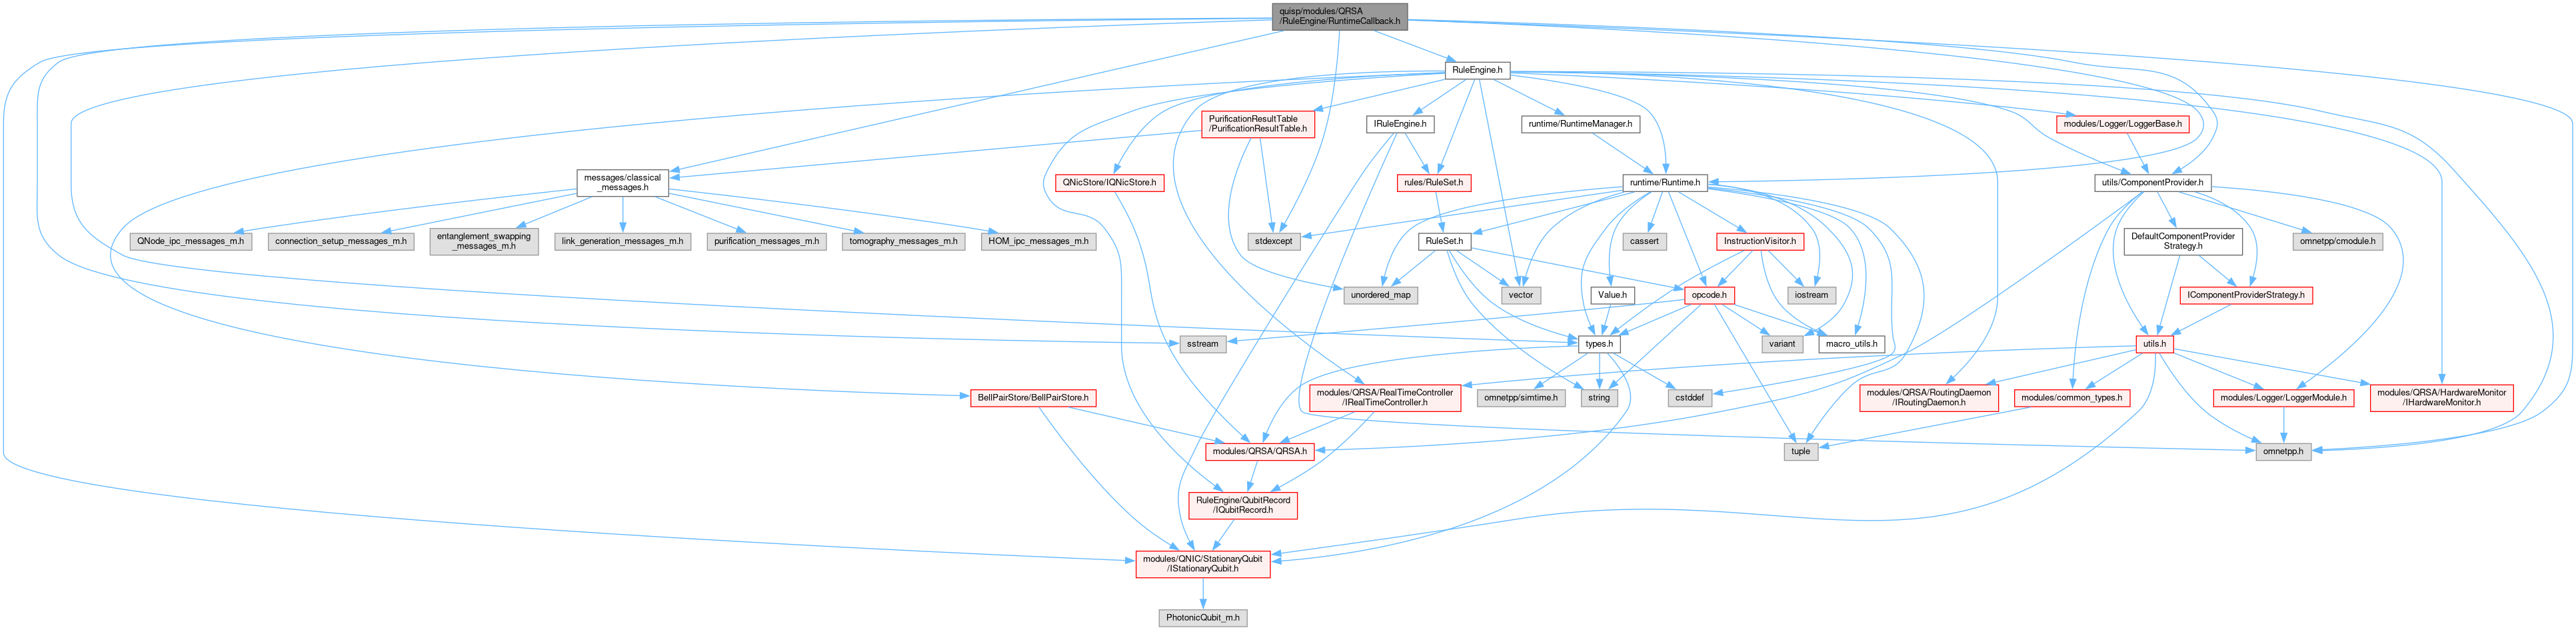 quisp/modules/QRSA
/RuleEngine/RuntimeCallback.h
RuleEngine.h
PurificationResultTable
/PurificationResultTable.h
IRuleEngine.h
runtime/RuntimeManager.h
modules/Logger/LoggerBase.h
messages/classical
_messages.h
QNicStore/IQNicStore.h
rules/RuleSet.h
runtime/Runtime.h
utils/ComponentProvider.h
QNode_ipc_messages_m.h
connection_setup_messages_m.h
entanglement_swapping
_messages_m.h
link_generation_messages_m.h
purification_messages_m.h
tomography_messages_m.h
HOM_ipc_messages_m.h
stdexcept
RuleSet.h
cassert
InstructionVisitor.h
DefaultComponentProvider
Strategy.h
omnetpp/cmodule.h
unordered_map
vector
Value.h
opcode.h
iostream
IComponentProviderStrategy.h
sstream
types.h
variant
macro_utils.h
utils.h
BellPairStore/BellPairStore.h
modules/QRSA/RealTimeController
/IRealTimeController.h
omnetpp/simtime.h
string
cstddef
modules/QRSA/RoutingDaemon
/IRoutingDaemon.h
modules/common_types.h
modules/Logger/LoggerModule.h
modules/QRSA/HardwareMonitor
/IHardwareMonitor.h
modules/QRSA/QRSA.h
tuple
omnetpp.h
RuleEngine/QubitRecord
/IQubitRecord.h
modules/QNIC/StationaryQubit
/IStationaryQubit.h
PhotonicQubit_m.h